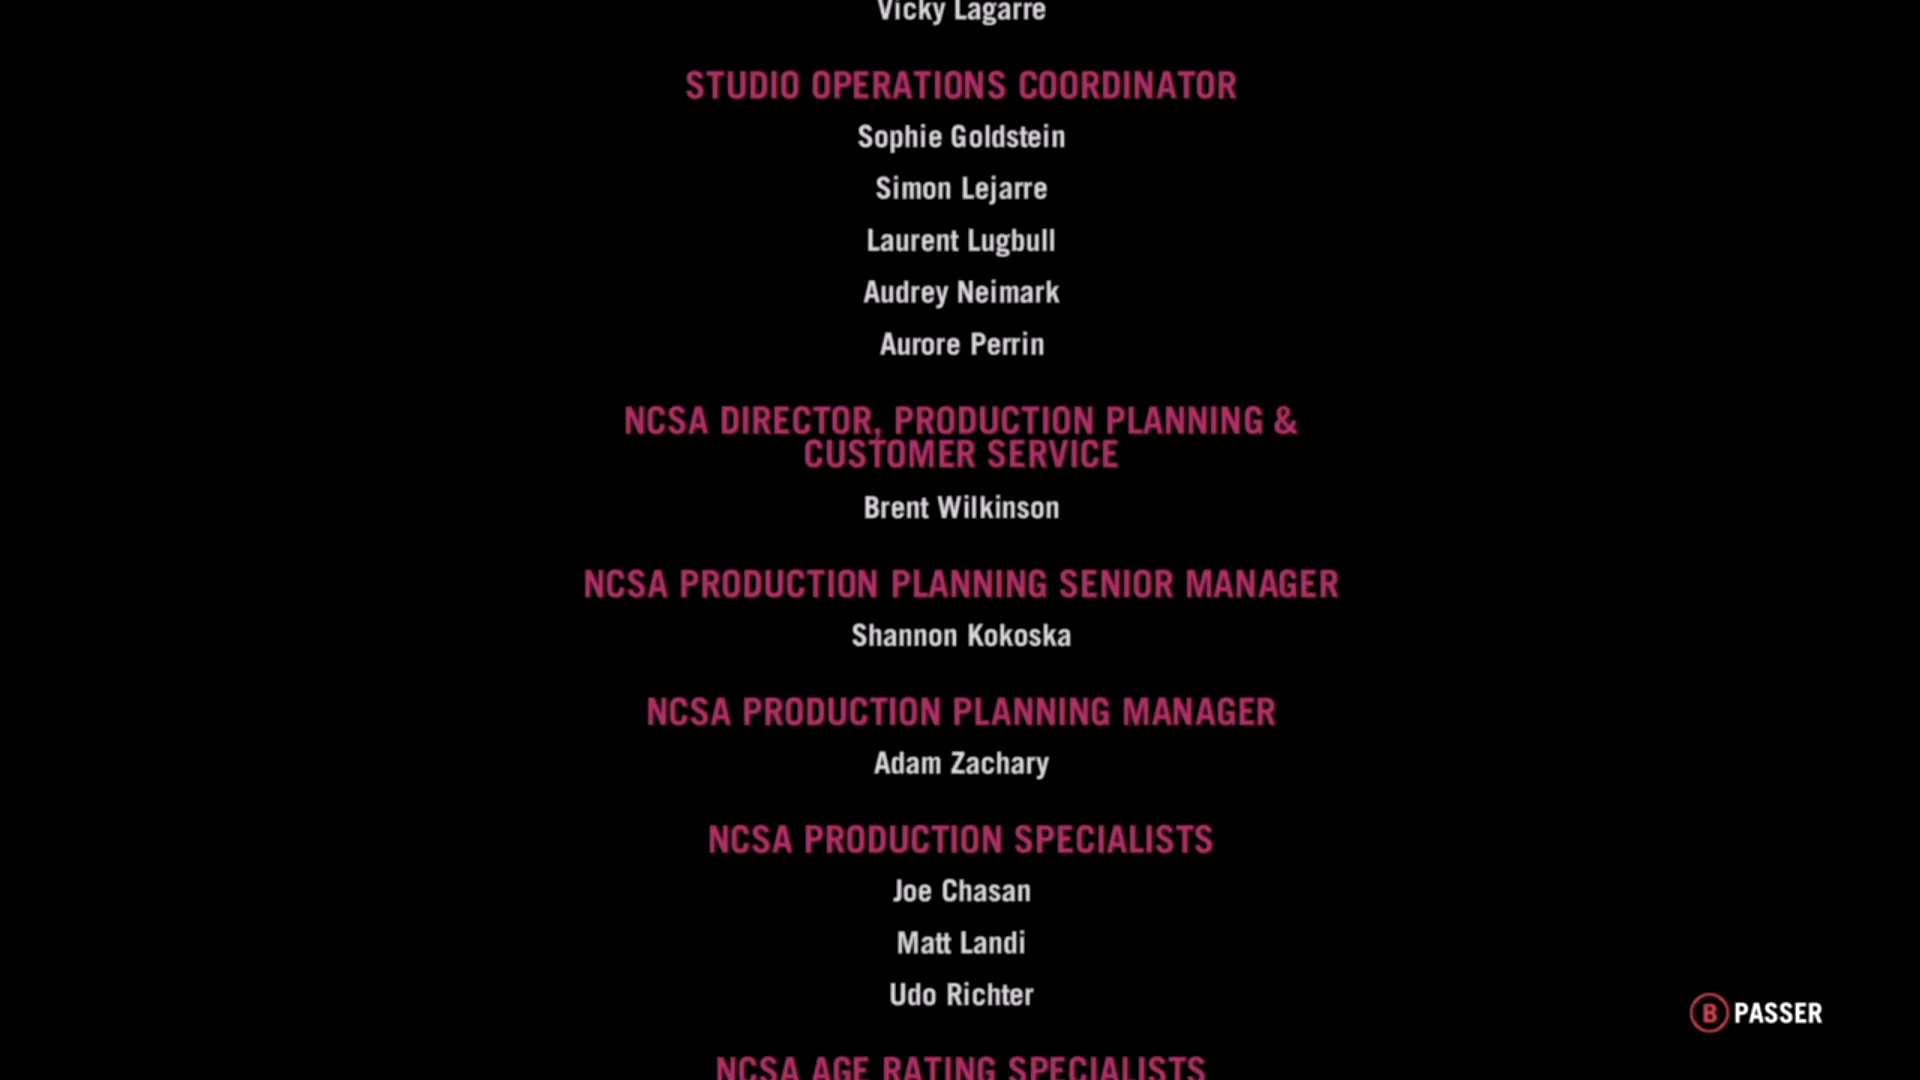 Vicky Lagarre
STUDIO OPERATIONS COORDINATOR
Sophie Goldstein
Simon Lejarre
Laurent Lugbull
Audrey Neimark
Aurore Perrin
NCSA DIRECTOR, PRODUCTION PLANNING &
CUSTOMER SERVICE
Brent Wilkinson
NCSA PRODUCTION PLANNING SENIOR MANAGER
Shannon Kokoska
NCSA PRODUCTION PLANNING MANAGER
Adam Zachary
NCSA PRODUCTION SPECIALISTS
Joe Chasan
Matt Landi
Udo Richter
B PASSER
NCSA AGE RATING SPECIALISTS